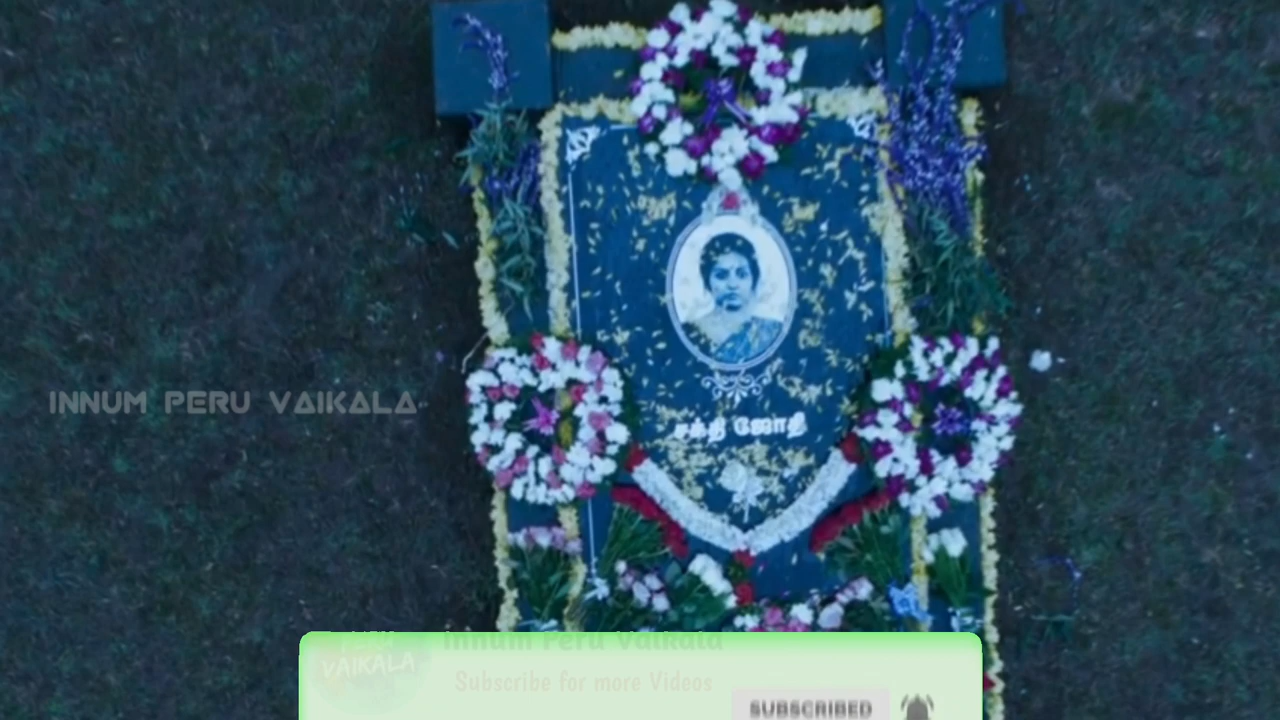 INNUM PERU VAIKALA
சக்தி ஜோதி
Innum Peru Vaikala
VAIKALA
Subscribe for more Videos
SUBSCRIBED